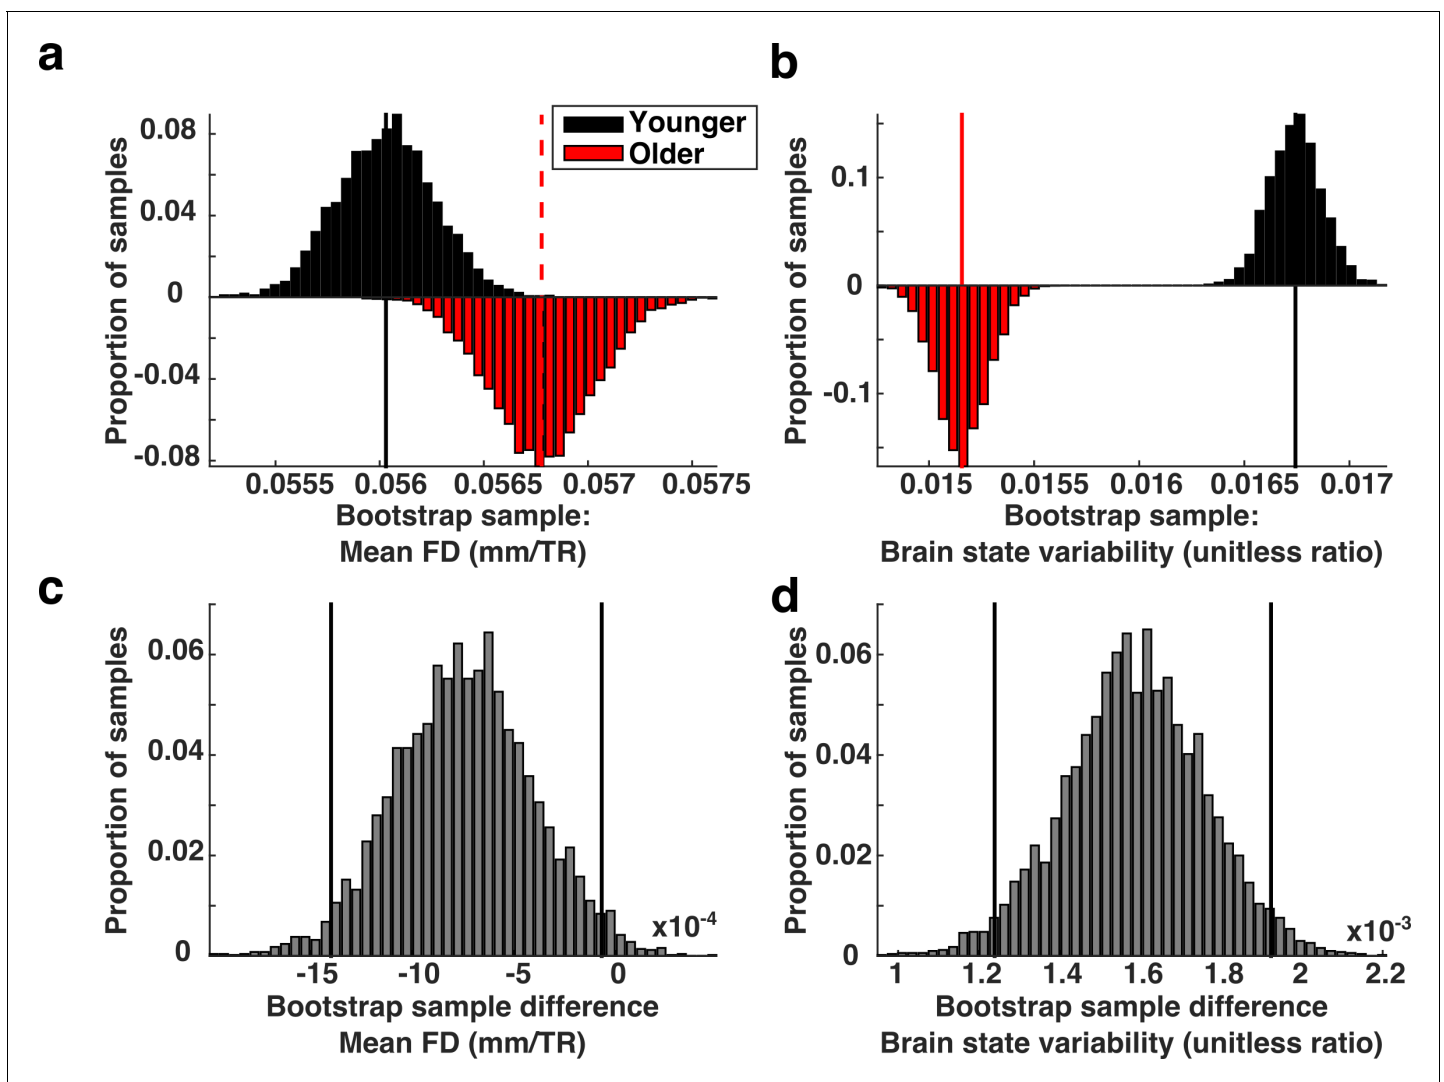 a
0.08
0.04
0
-0.04
-0.08
Proportion of samples
Younger
Older
0.0555 0.056 0.0565 0.057 0.0575
Bootstrap sample:
Mean FD (mm/TR)
b
0.1
0
-0.1
Proportion of samples
0.015 0.0155 0.016 0.0165 0.017
Bootstrap sample:
Brain state variability (unitless ratio)
c
0.06
0.04
0.02
0
Proportion of samples
x10-4
-15 -10 -5 0
Bootstrap sample difference
Mean FD (mm/TR)
d
0.06
0.04
0.02
0
Proportion of samples
x10-3
1 1.2 1.4 1.6 1.8 2 2.2
Bootstrap sample difference
Brain state variability (unitless ratio)